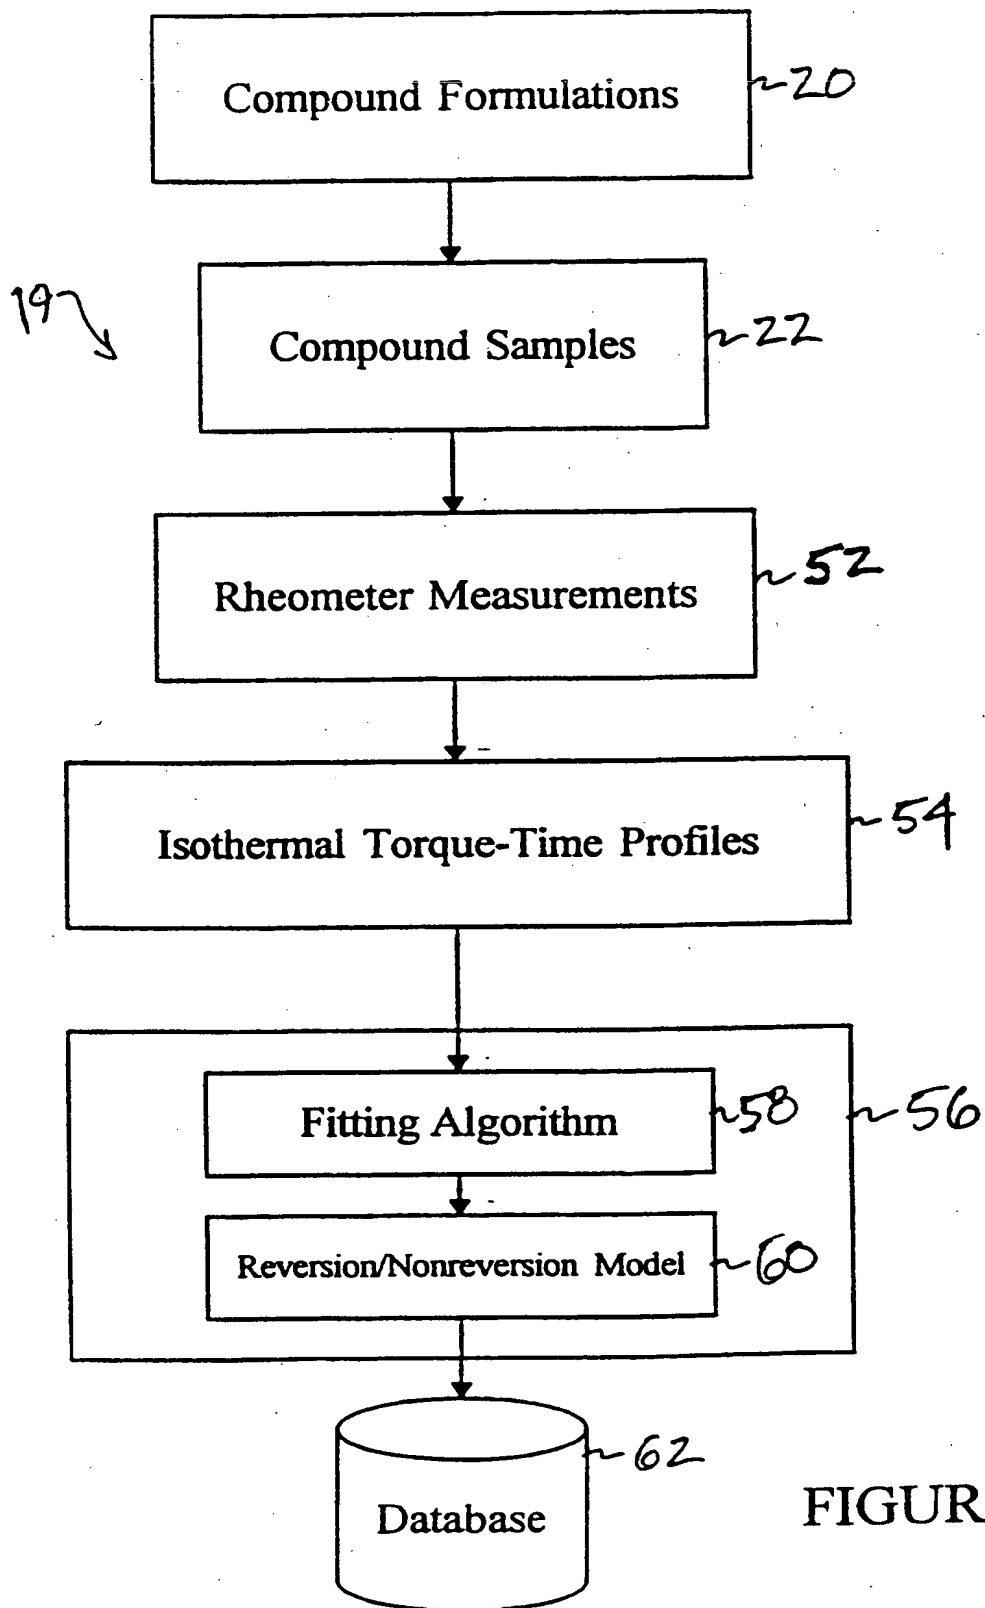 Compound Formulations 20
19
Compound Samples 22
Rheometer Measurements 52
Isothermal Torque-Time Profiles 54
Fitting Algorithm 58 56
Reversion/Nonreversion Model 60
62
Database
FIGUR